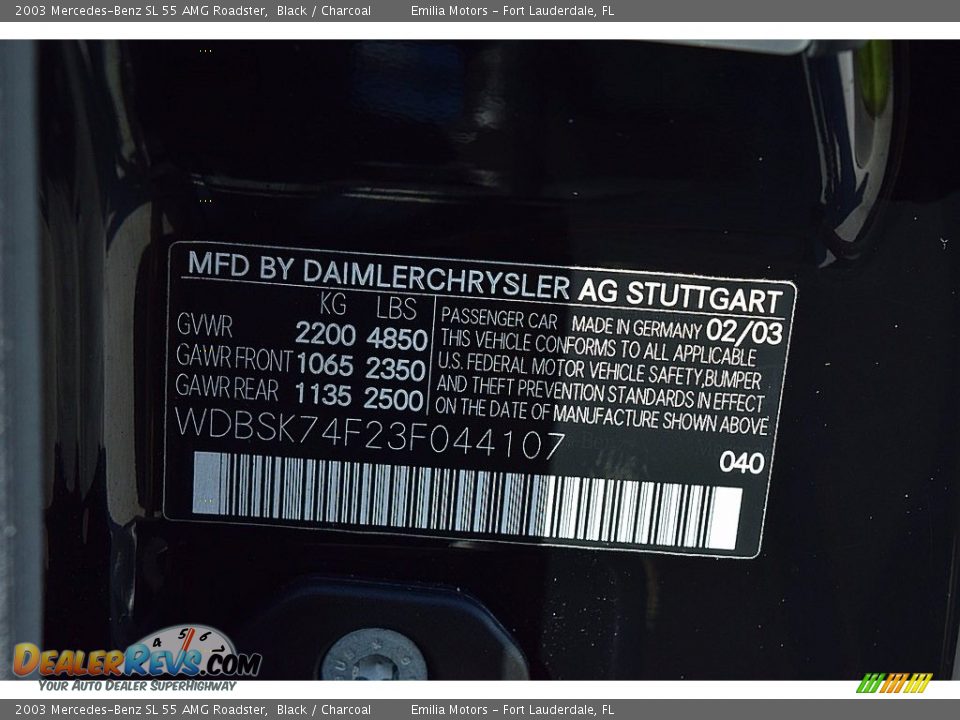 2003 Mercedes-Benz SL 55 AMG Roadster,  Black / Charcoal  Emilia Motors - Fort Lauderdale, FL
MFD BY DAIMLERCHRYSLER AG STUTTGART
KG LBS
GVWR 2200 4850
GAWR FRONT 1065 2350
GAWR REAR 1135 2500
PASSENGER CAR MADE IN GERMANY 02/03
THIS VEHICLE CONFORMS TO ALL APPLICABLE
U.S. FEDERAL MOTOR VEHICLE SAFETY, BUMPER
AND THEFT PREVENTION STANDARDS IN EFFECT
ON THE DATE OF MANUFACTURE SHOWN ABOVE
WDBSK74F23F044107
040
4 5 6
DEALERREVS.COM
YOUR AUTO DEALER SUPERHIGHWAY
2003 Mercedes-Benz SL 55 AMG Roadster,  Black / Charcoal  Emilia Motors - Fort Lauderdale, FL